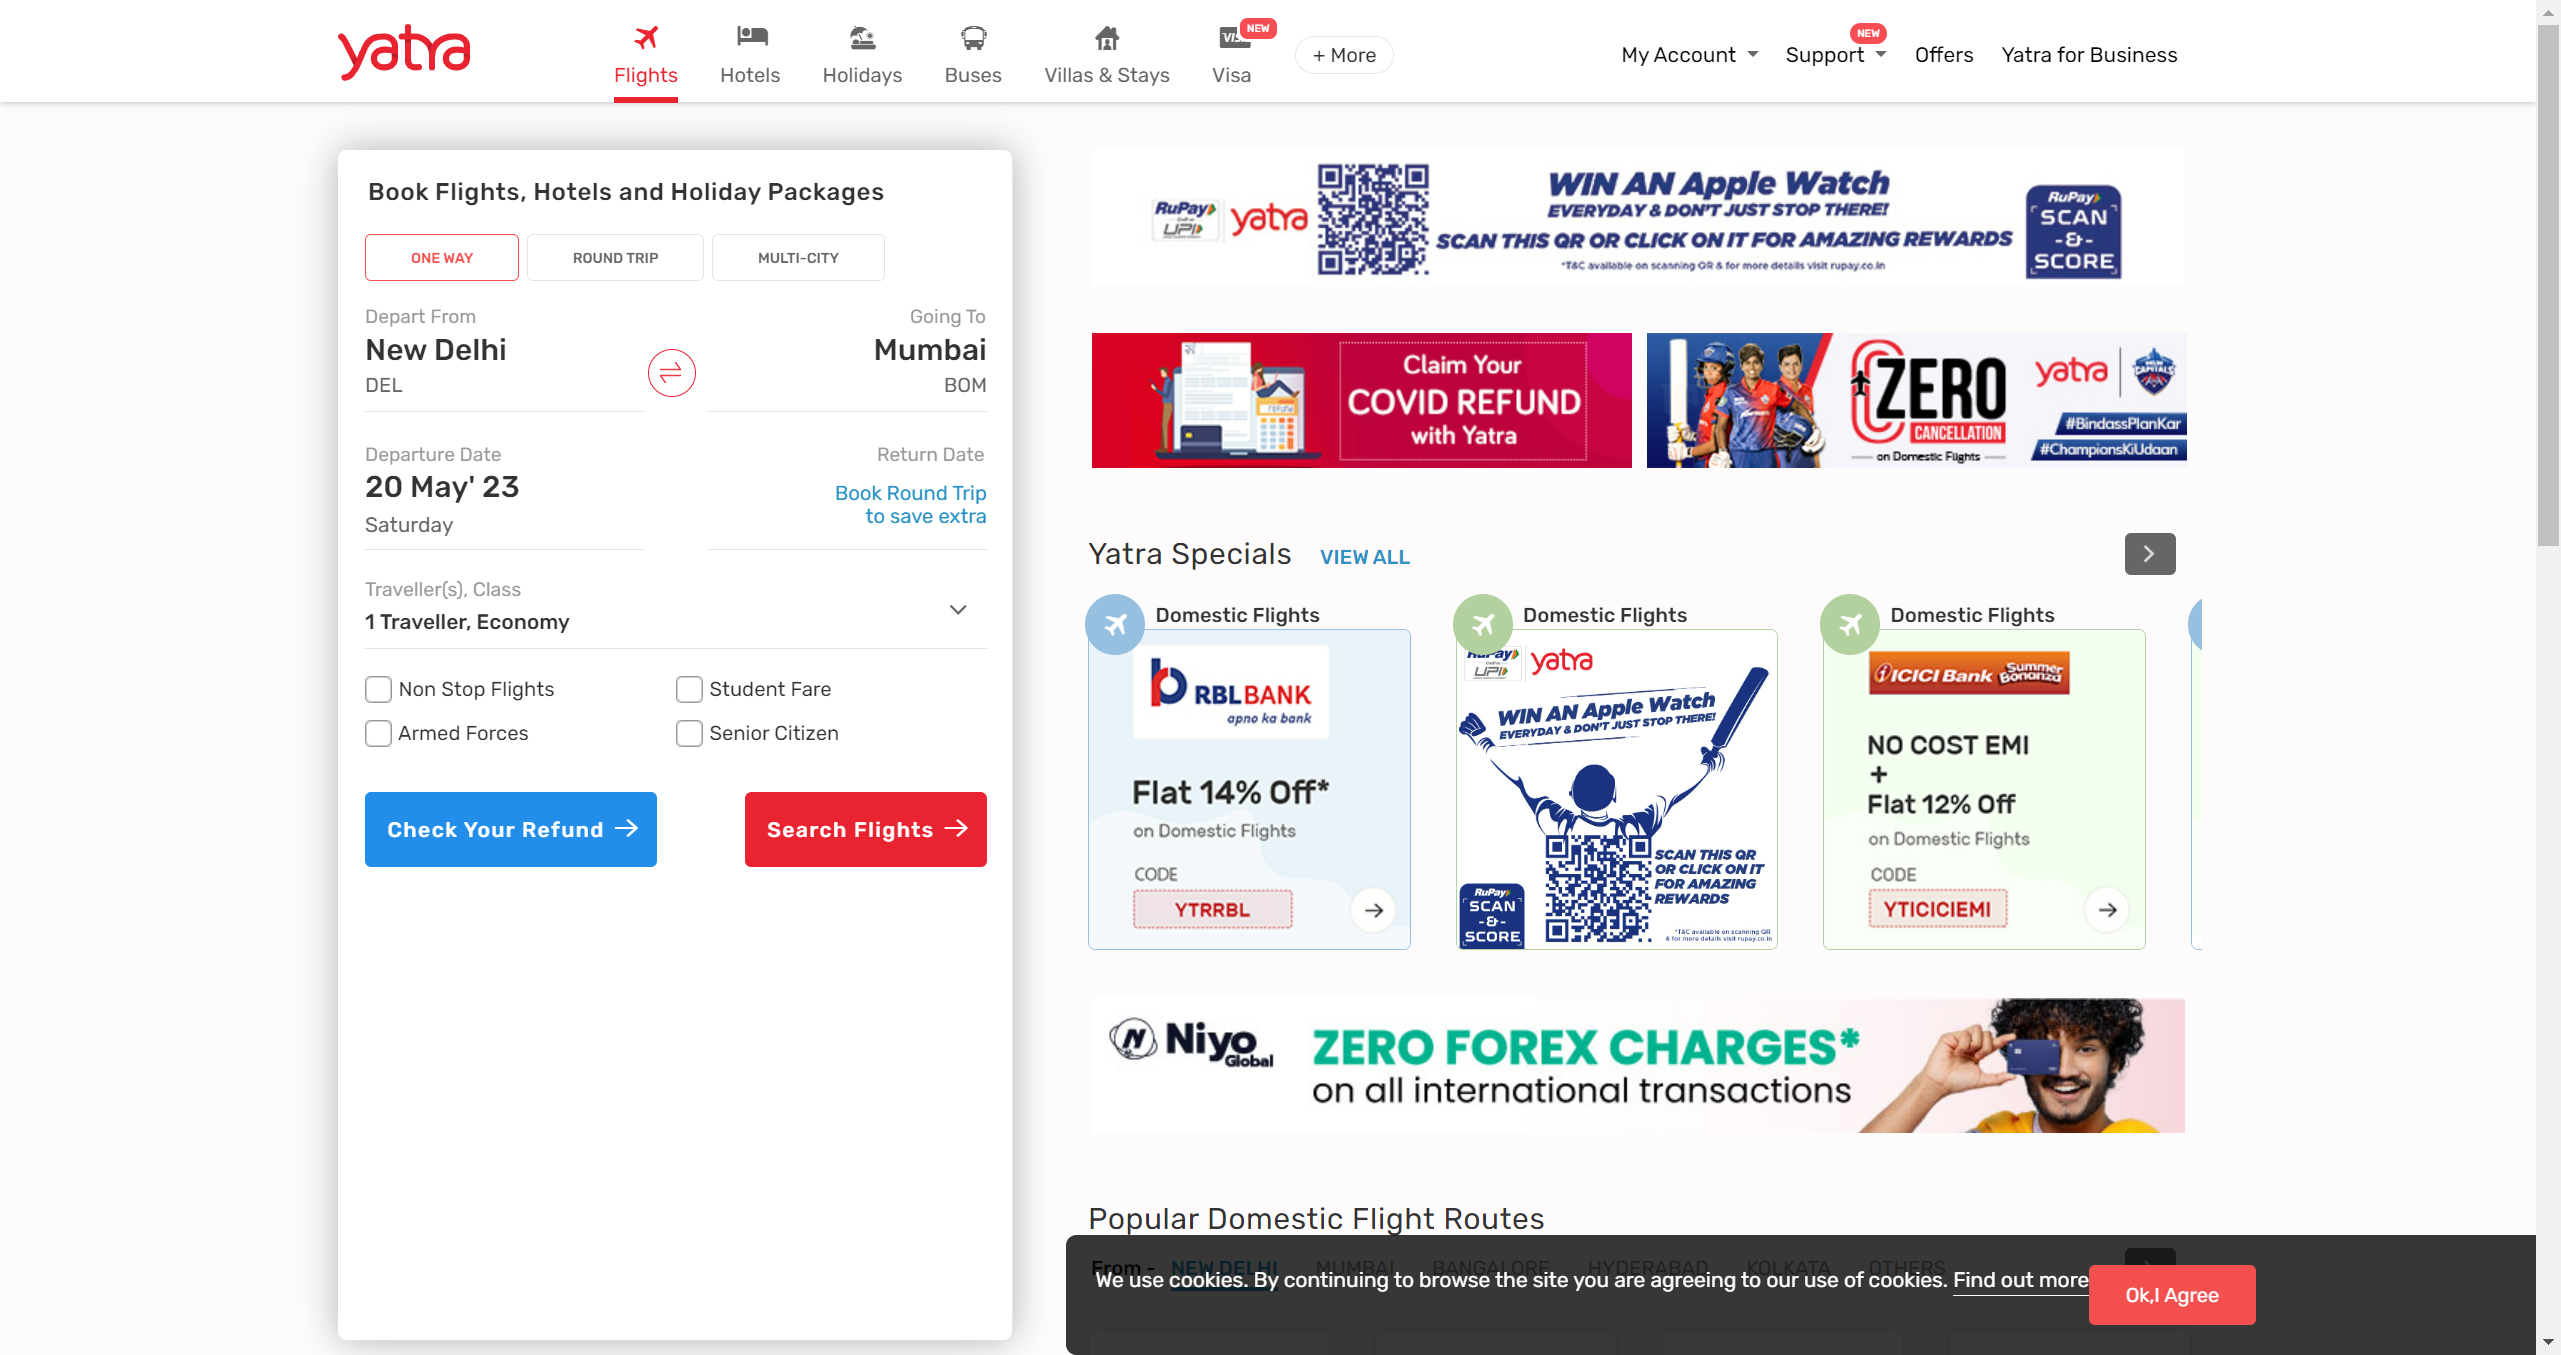 yatra
Flights
Hotels
Holidays
Buses
Villas & Stays
VISA
NEW
Visa
+ More
My Account
NEW
Support
Offers
Yatra for Business
Book Flights, Hotels and Holiday Packages
ONE WAY
ROUND TRIP
MULTI-CITY
Depart From
New Delhi
DEL
Going To
Mumbai
BOM
Departure Date
20 May' 23
Saturday
Return Date
Book Round Trip
to save extra
Traveller(s), Class
1 Traveller, Economy
Non Stop Flights
Student Fare
Armed Forces
Senior Citizen
Check Your Refund
Search Flights
RuPay
UPI
yatra
WIN AN Apple Watch
EVERYDAY & DON'T JUST STOP THERE!
SCAN THIS QR OR CLICK ON IT FOR AMAZING REWARDS
*T&C available on scanning QR & for more details visit rupay.co.in
RuPay
SCAN
-&-
SCORE
refund
Claim Your
COVID REFUND
with Yatra
ZERO
CANCELLATION
on Domestic Flights
yatra
DELHI CAPITALS
#BindassPlanKar
#ChampionsKiUdaan
Yatra Specials
VIEW ALL
Domestic Flights
RBLBANK
apno ka bank
Flat 14% Off*
on Domestic Flights
CODE
YTRRBL
Domestic Flights
RuPay
UPI
yatra
WIN AN Apple Watch
EVERYDAY & DON'T JUST STOP THERE!
SCAN THIS QR
OR CLICK ON IT
FOR AMAZING
REWARDS
RuPay
SCAN
-&-
SCORE
*T&C available on scanning QR
& for more details visit rupay.co.in
Domestic Flights
ICICI Bank
Summer
Bonanza
NO COST EMI
+
Flat 12% Off
on Domestic Flights
CODE
YTICICIEMI
Niyo
Global
ZERO FOREX CHARGES*
on all international transactions
Popular Domestic Flight Routes
From -
NEW DELHI
MUMBAI
BANGALORE
HYDERABAD
KOLKATA
OTHERS
We use cookies. By continuing to browse the site you are agreeing to our use of cookies. Find out more
Ok,I Agree